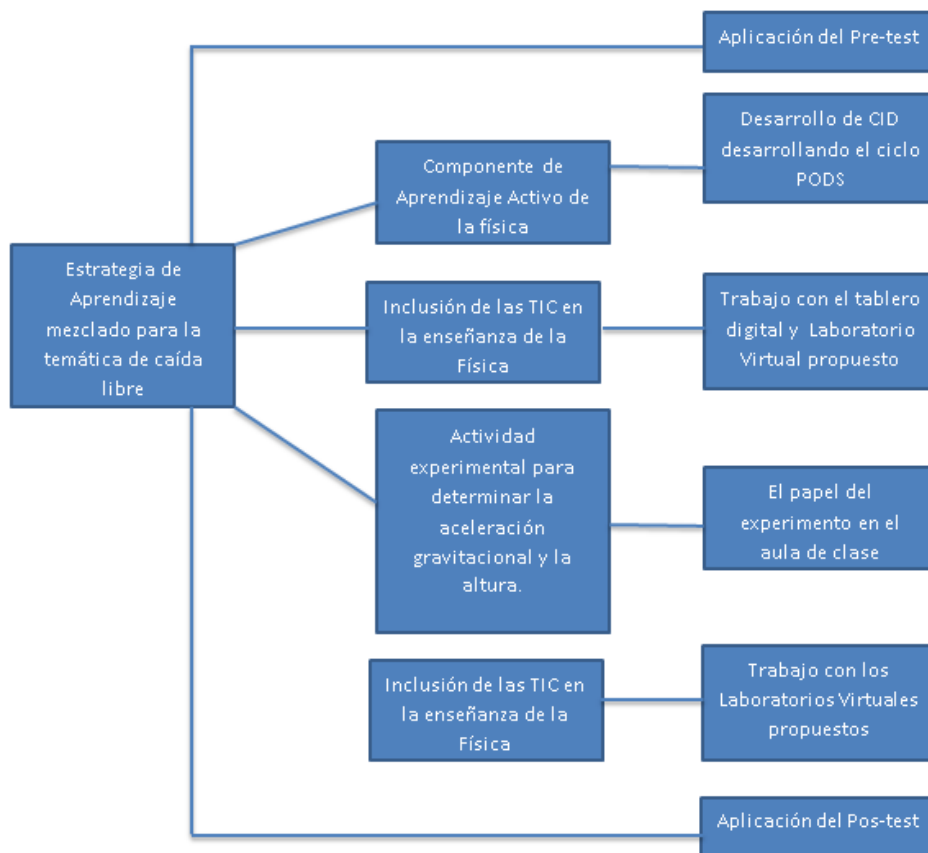 Aplicación del Pre-test
Desarrollo de CID
desarrollando el ciclo
PODS
Componente de
Aprendizaje Activo de
la física
Estrategia de
Aprendizaje
mezclado para la
temática de caída
libre
Inclusión de las TIC en
la enseñanza de la
Física
Trabajo con el tablero
digital y Laboratorio
Virtual propuesto
Actividad
experimental para
determinar la
aceleración
gravitacional y la
altura.
El papel del
experimento en el
aula de clase
Inclusión de las TIC en
la enseñanza de la
Física
Trabajo con los
Laboratorios Virtuales
propuestos
Aplicación del Pos-test